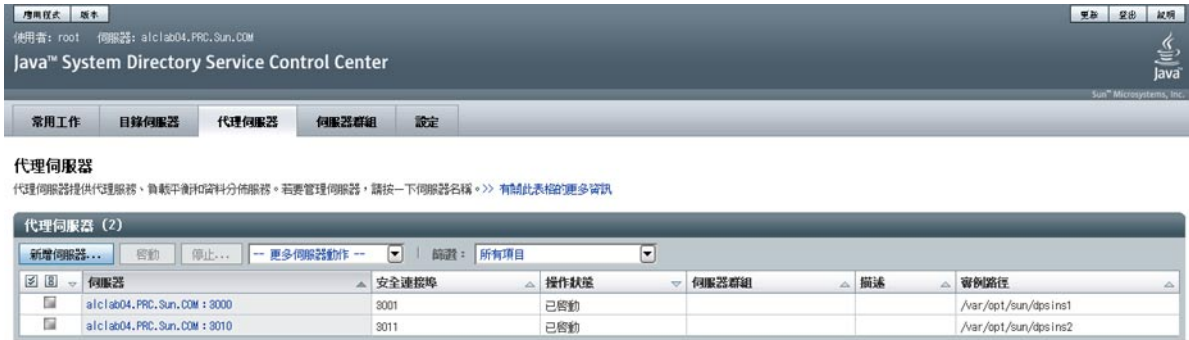 應用程式 版本 更新 登出 說明
使用者: root 伺服器: alclab04.PRC.Sun.COM
Java™ System Directory Service Control Center
Java™
Sun™ Microsystems, Inc.
常用工作 目錄伺服器 代理伺服器 伺服器群組 設定
代理伺服器
代理伺服器提供代理服務、負載平衡和資料分佈服務。若要管理伺服器，請按一下伺服器名稱。>> 有關此表格的更多資訊
代理伺服器 (2)
新增伺服器... 啓動 停止... -- 更多伺服器動作 -- 篩選： 所有項目
伺服器 安全連接埠 操作狀態 伺服器群組 描述 實例路徑
alclab04.PRC.Sun.COM：3000 3001 已啓動 /var/opt/sun/dpsins1
alclab04.PRC.Sun.COM：3010 3011 已啓動 /var/opt/sun/dpsins2